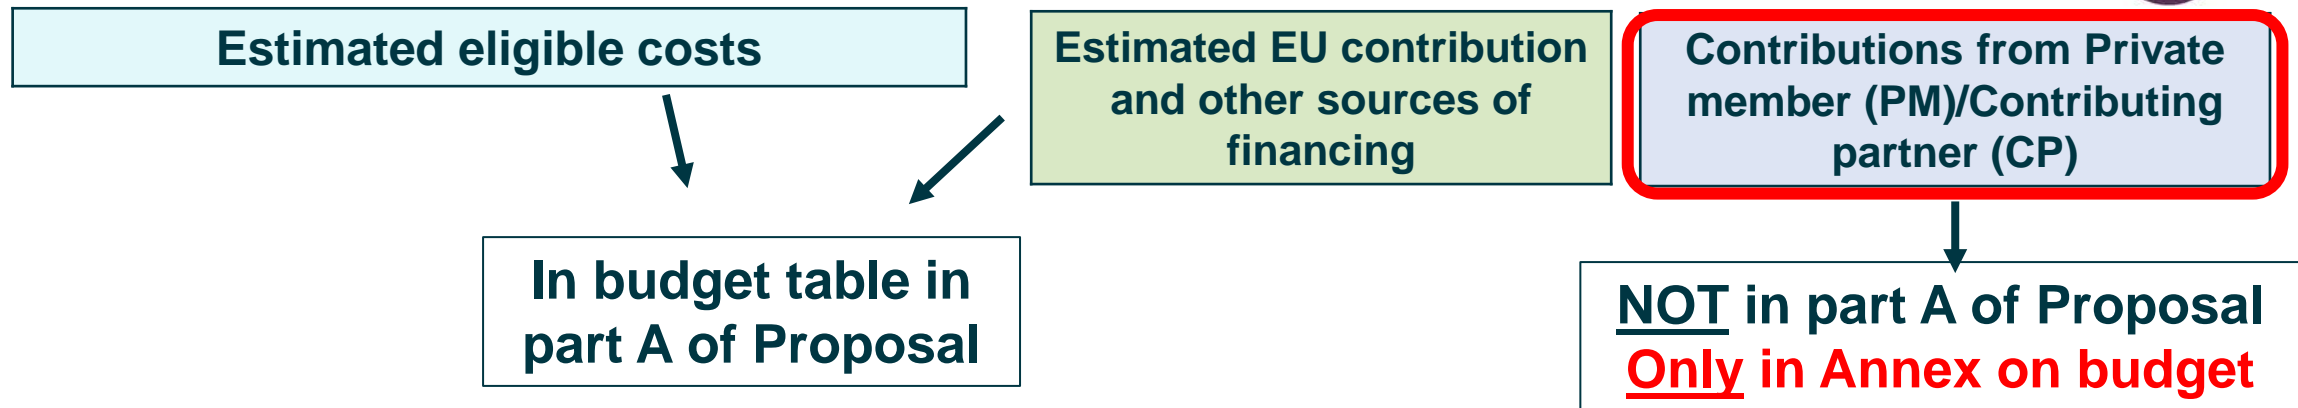 Estimated eligible costs
Estimated EU contribution
and other sources of
financing
Contributions from Private
member (PM)/Contributing
partner (CP)
In budget table in
part A of Proposal
NOT in part A of Proposal
Only in Annex on budget